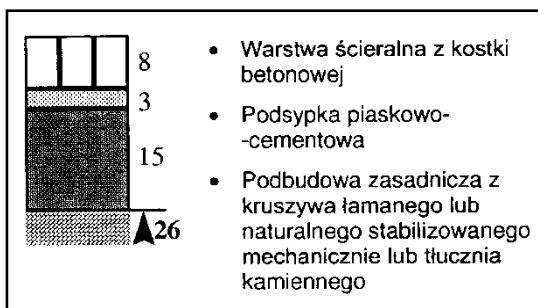 8
3
15
26
• Warstwa ścieralna z kostki
betonowej
• Podsypka piaskowo-
-cementowa
• Podbudowa zasadnicza z
kruszywa łamanego lub
naturalnego stabilizowanego
mechanicznie lub tłucznia
kamiennego